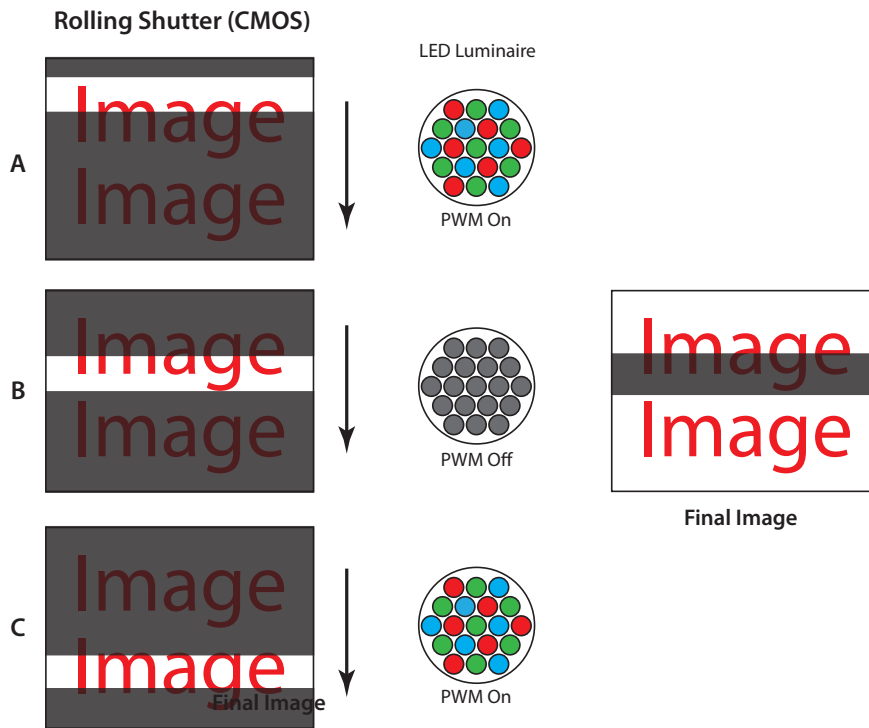 Rolling Shutter (CMOS)
LED Luminaire
Image
Image
A
PWM On
Image
Image
B
PWM Off
Image
Image
Final Image
Image
Image
C
Final Image
PWM On